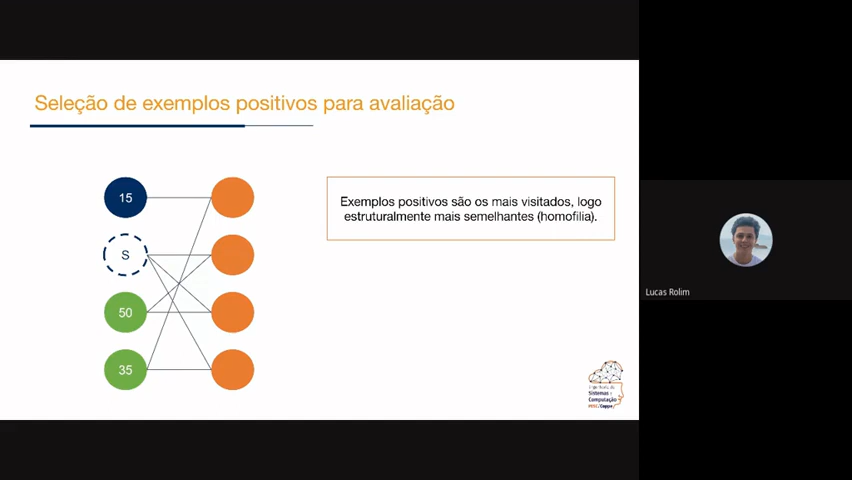 Seleção de exemplos positivos para avaliação
15
S
50
35
Exemplos positivos são os mais visitados, logo
estruturalmente mais semelhantes (homofilia).
Lucas Rolim
Sistemas e
Computação